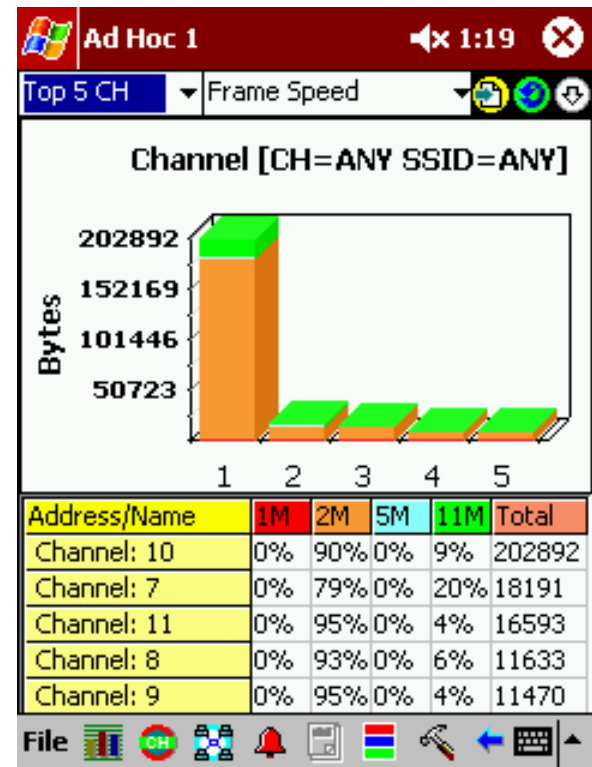 Ad Hoc 1 1:19
Top 5 CH Frame Speed
Channel [CH=ANY SSID=ANY]
202892
152169
101446
50723
Bytes
1 2 3 4 5
Address/Name 1M 2M 5M 11M Total
Channel: 10 0% 90% 0% 9% 202892
Channel: 7 0% 79% 0% 20% 18191
Channel: 11 0% 95% 0% 4% 16593
Channel: 8 0% 93% 0% 6% 11633
Channel: 9 0% 95% 0% 4% 11470
File CH